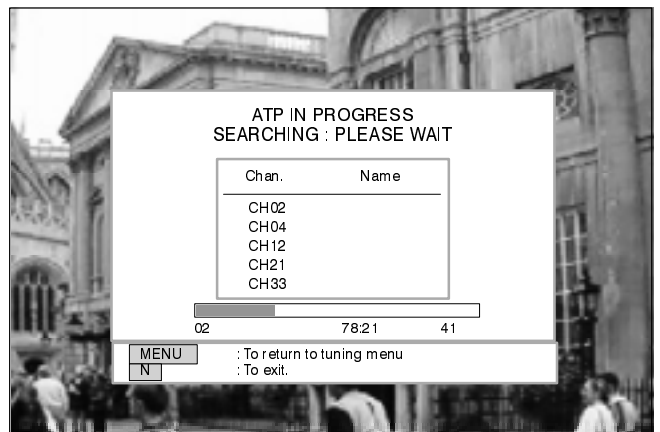 ATP IN PROGRESS
SEARCHING : PLEASE WAIT
Chan. Name
CH02
CH04
CH12
CH21
CH33
02 78:21 41
MENU : To return to tuning menu
N : To exit.